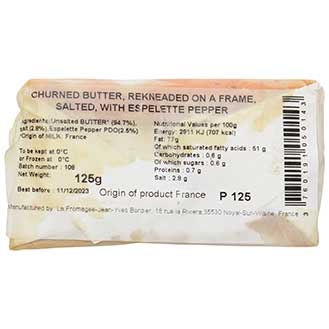 CHURNED BUTTER, REKNEADED ON A FRAME,
SALTED, WITH ESPELETTE PEPPER
Ingredients: Unsalted BUTTER* (94.7%),
salt (2.8%), Espelette Pepper PDO(2.5%)
*Origin of MILK: France
To be kept at 0°C
or Frozen at 0°C
Batch number : 108
Net Weight: 125g
Best before : 11/12/2023
Nutritional Values per 100g
Energy: 2911 KJ (707 kcal)
Fat: 77g
Of which saturated fatty acids : 51 g
Carbohydrates : 0,6 g
Of which sugars : 0.6 g
Proteins : 0.7 g
Salt : 2.8 g
Origin of product France P 125
Manufactured by La Fromagée-Jean-Yves Bordier, 18 rue la Rivera,35530 Noyal-Sur-Vilaine, France